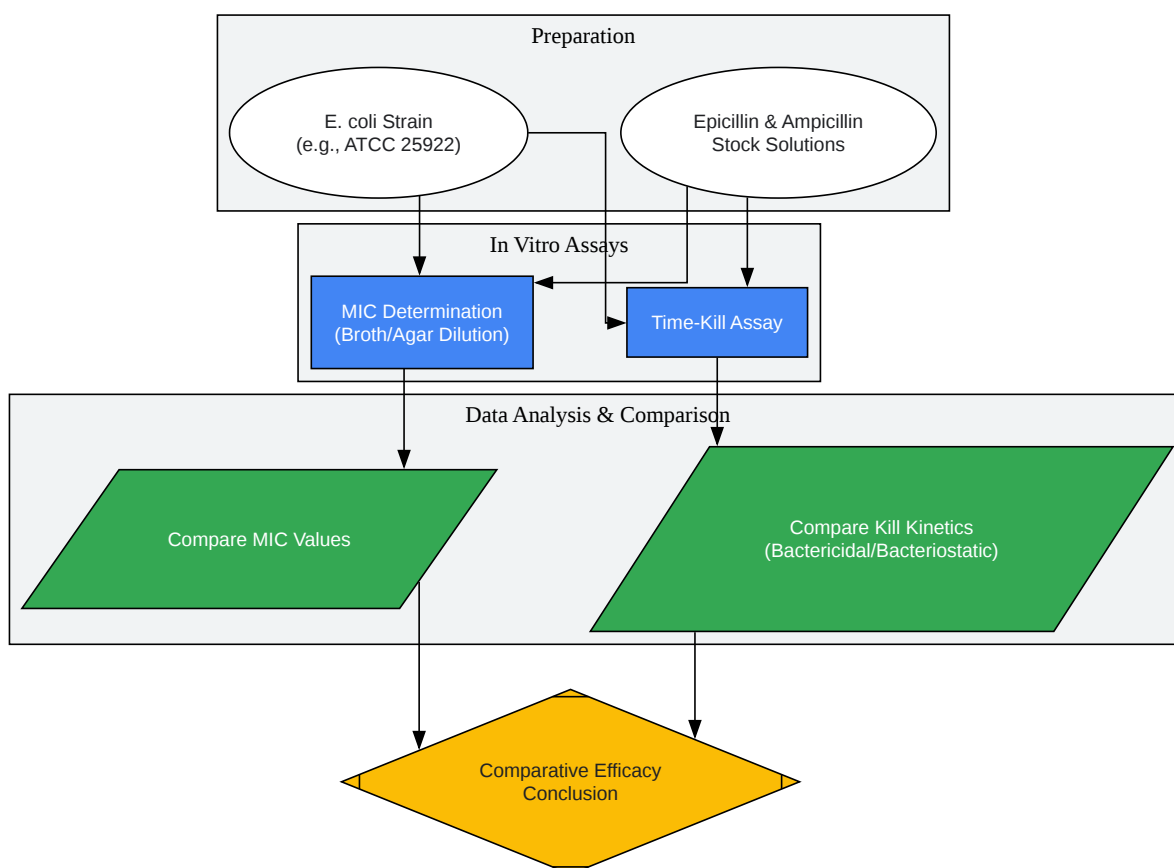 Preparation
E. coli Strain
(e.g., ATCC 25922)
Epicillin & Ampicillin
Stock Solutions
In Vitro Assays
MIC Determination
(Broth/Agar Dilution)
Time-Kill Assay
Data Analysis & Comparison
Compare MIC Values
Compare Kill Kinetics
(Bactericidal/Bacteriostatic)
Comparative Efficacy
Conclusion